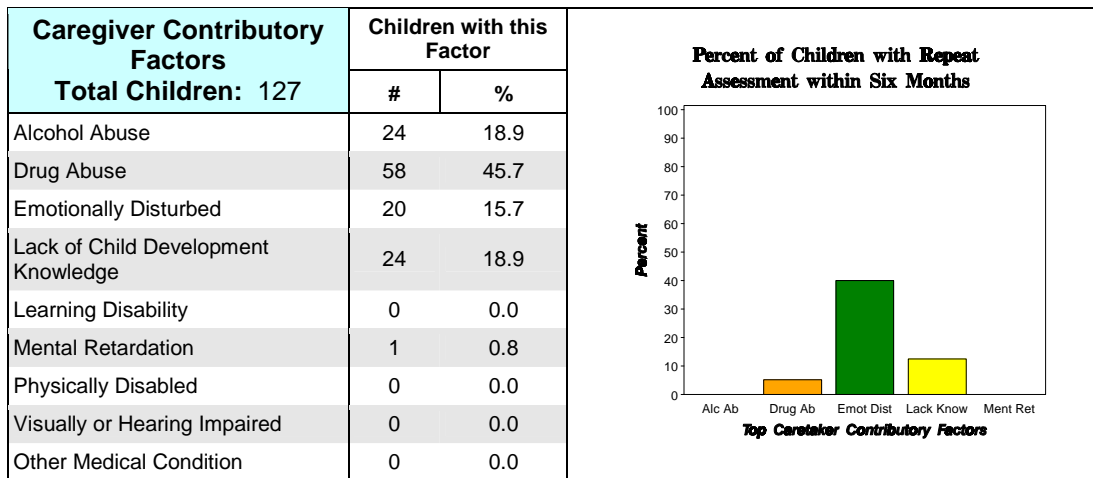 Caregiver Contributory
Factors
Total Children: 127
Children with this
Factor
# %
Alcohol Abuse 24 18.9
Drug Abuse 58 45.7
Emotionally Disturbed 20 15.7
Lack of Child Development
Knowledge 24 18.9
Learning Disability 0 0.0
Mental Retardation 1 0.8
Physically Disabled 0 0.0
Visually or Hearing Impaired 0 0.0
Other Medical Condition 0 0.0
Percent of Children with Repeat
Assessment within Six Months
Percent
100
90
80
70
60
50
40
30
20
10
0
Alc Ab Drug Ab Emot Dist Lack Know Ment Ret
Top Caretaker Contributory Factors